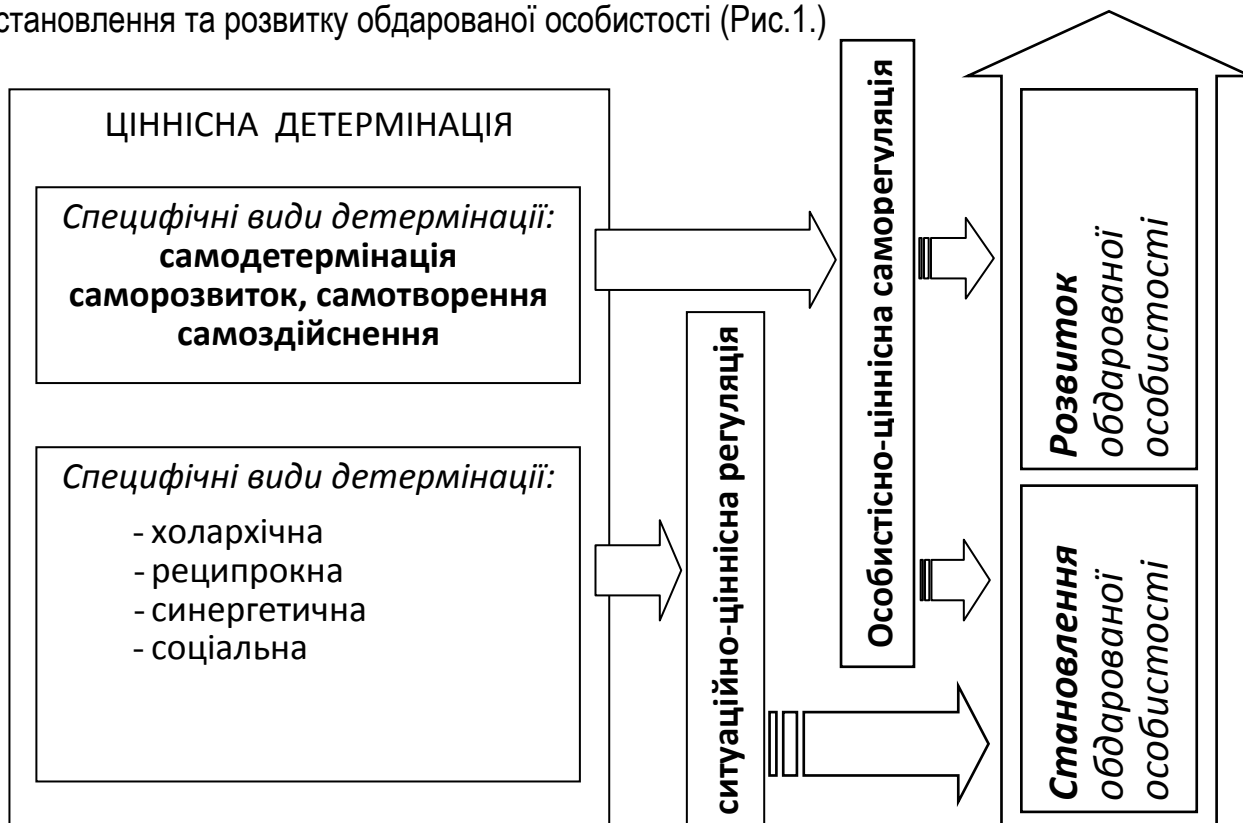 становлення та розвитку обдарованої особистості (Рис.1.)
ЦІННІСНА ДЕТЕРМІНАЦІЯ
Специфічні види детермінації:
самодетермінація
саморозвиток, самотворення
самоздійснення
Специфічні види детермінації:
- холархічна
- реципрокна
- синергетична
- соціальна
ситуаційно-ціннісна регуляція
Особистісно-ціннісна саморегуляція
Розвиток
обдарованої
особистості
Становлення
обдарованої
особистості